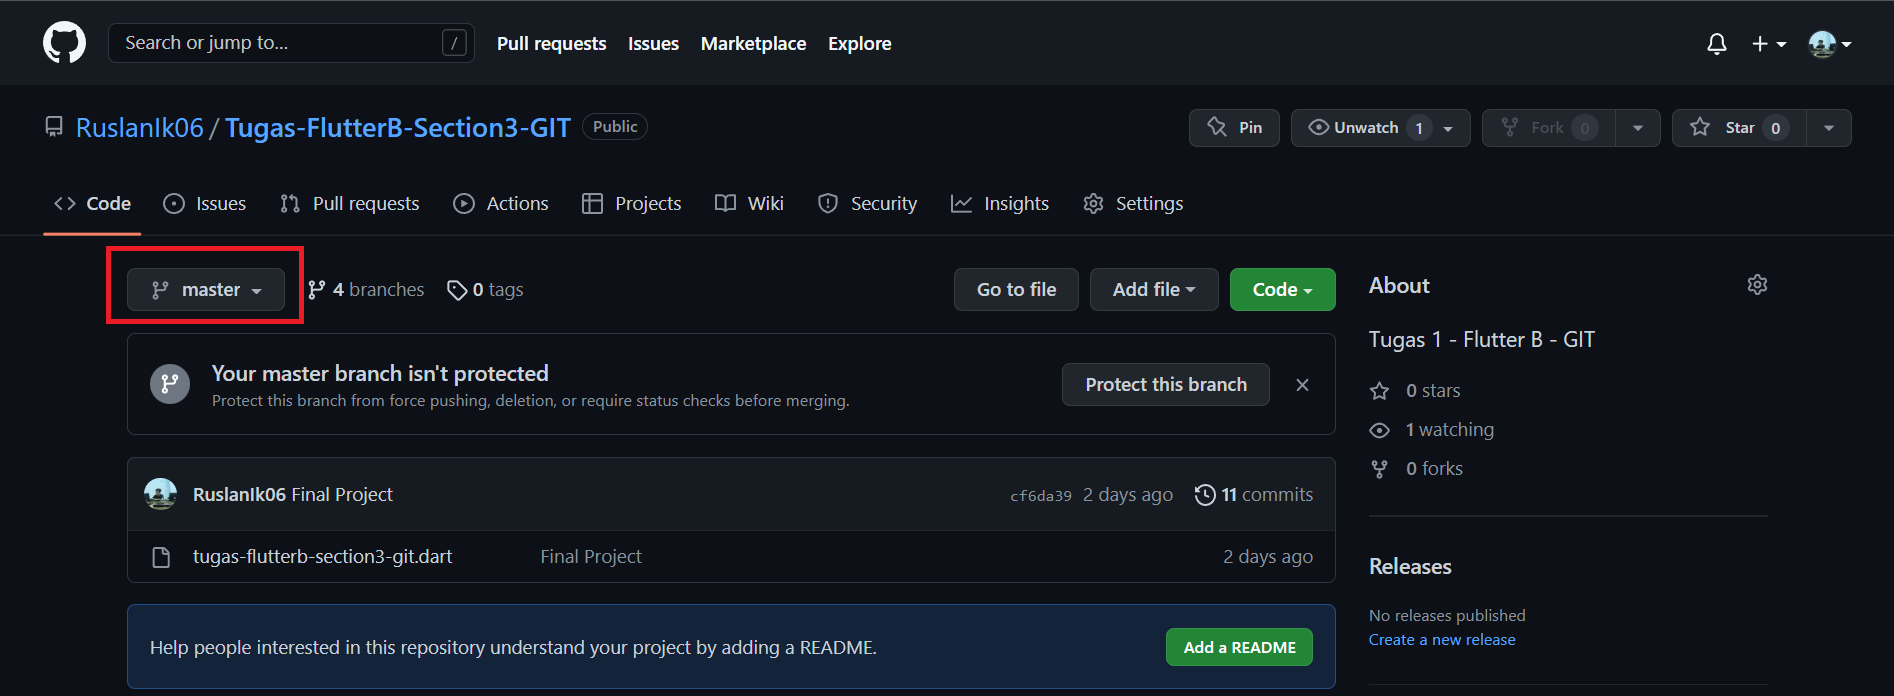 Search or jump to... / Pull requests Issues Marketplace Explore
RuslanIk06 / Tugas-FlutterB-Section3-GIT Public Pin Unwatch 1 Fork 0 Star 0
Code Issues Pull requests Actions Projects Wiki Security Insights Settings
master 4 branches 0 tags Go to file Add file Code
Your master branch isn't protected
Protect this branch from force pushing, deletion, or require status checks before merging.
Protect this branch
RuslanIk06 Final Project cf6da39 2 days ago 11 commits
tugas-flutterb-section3-git.dart Final Project 2 days ago
Help people interested in this repository understand your project by adding a README. Add a README
About
Tugas 1 - Flutter B - GIT
0 stars
1 watching
0 forks
Releases
No releases published
Create a new release